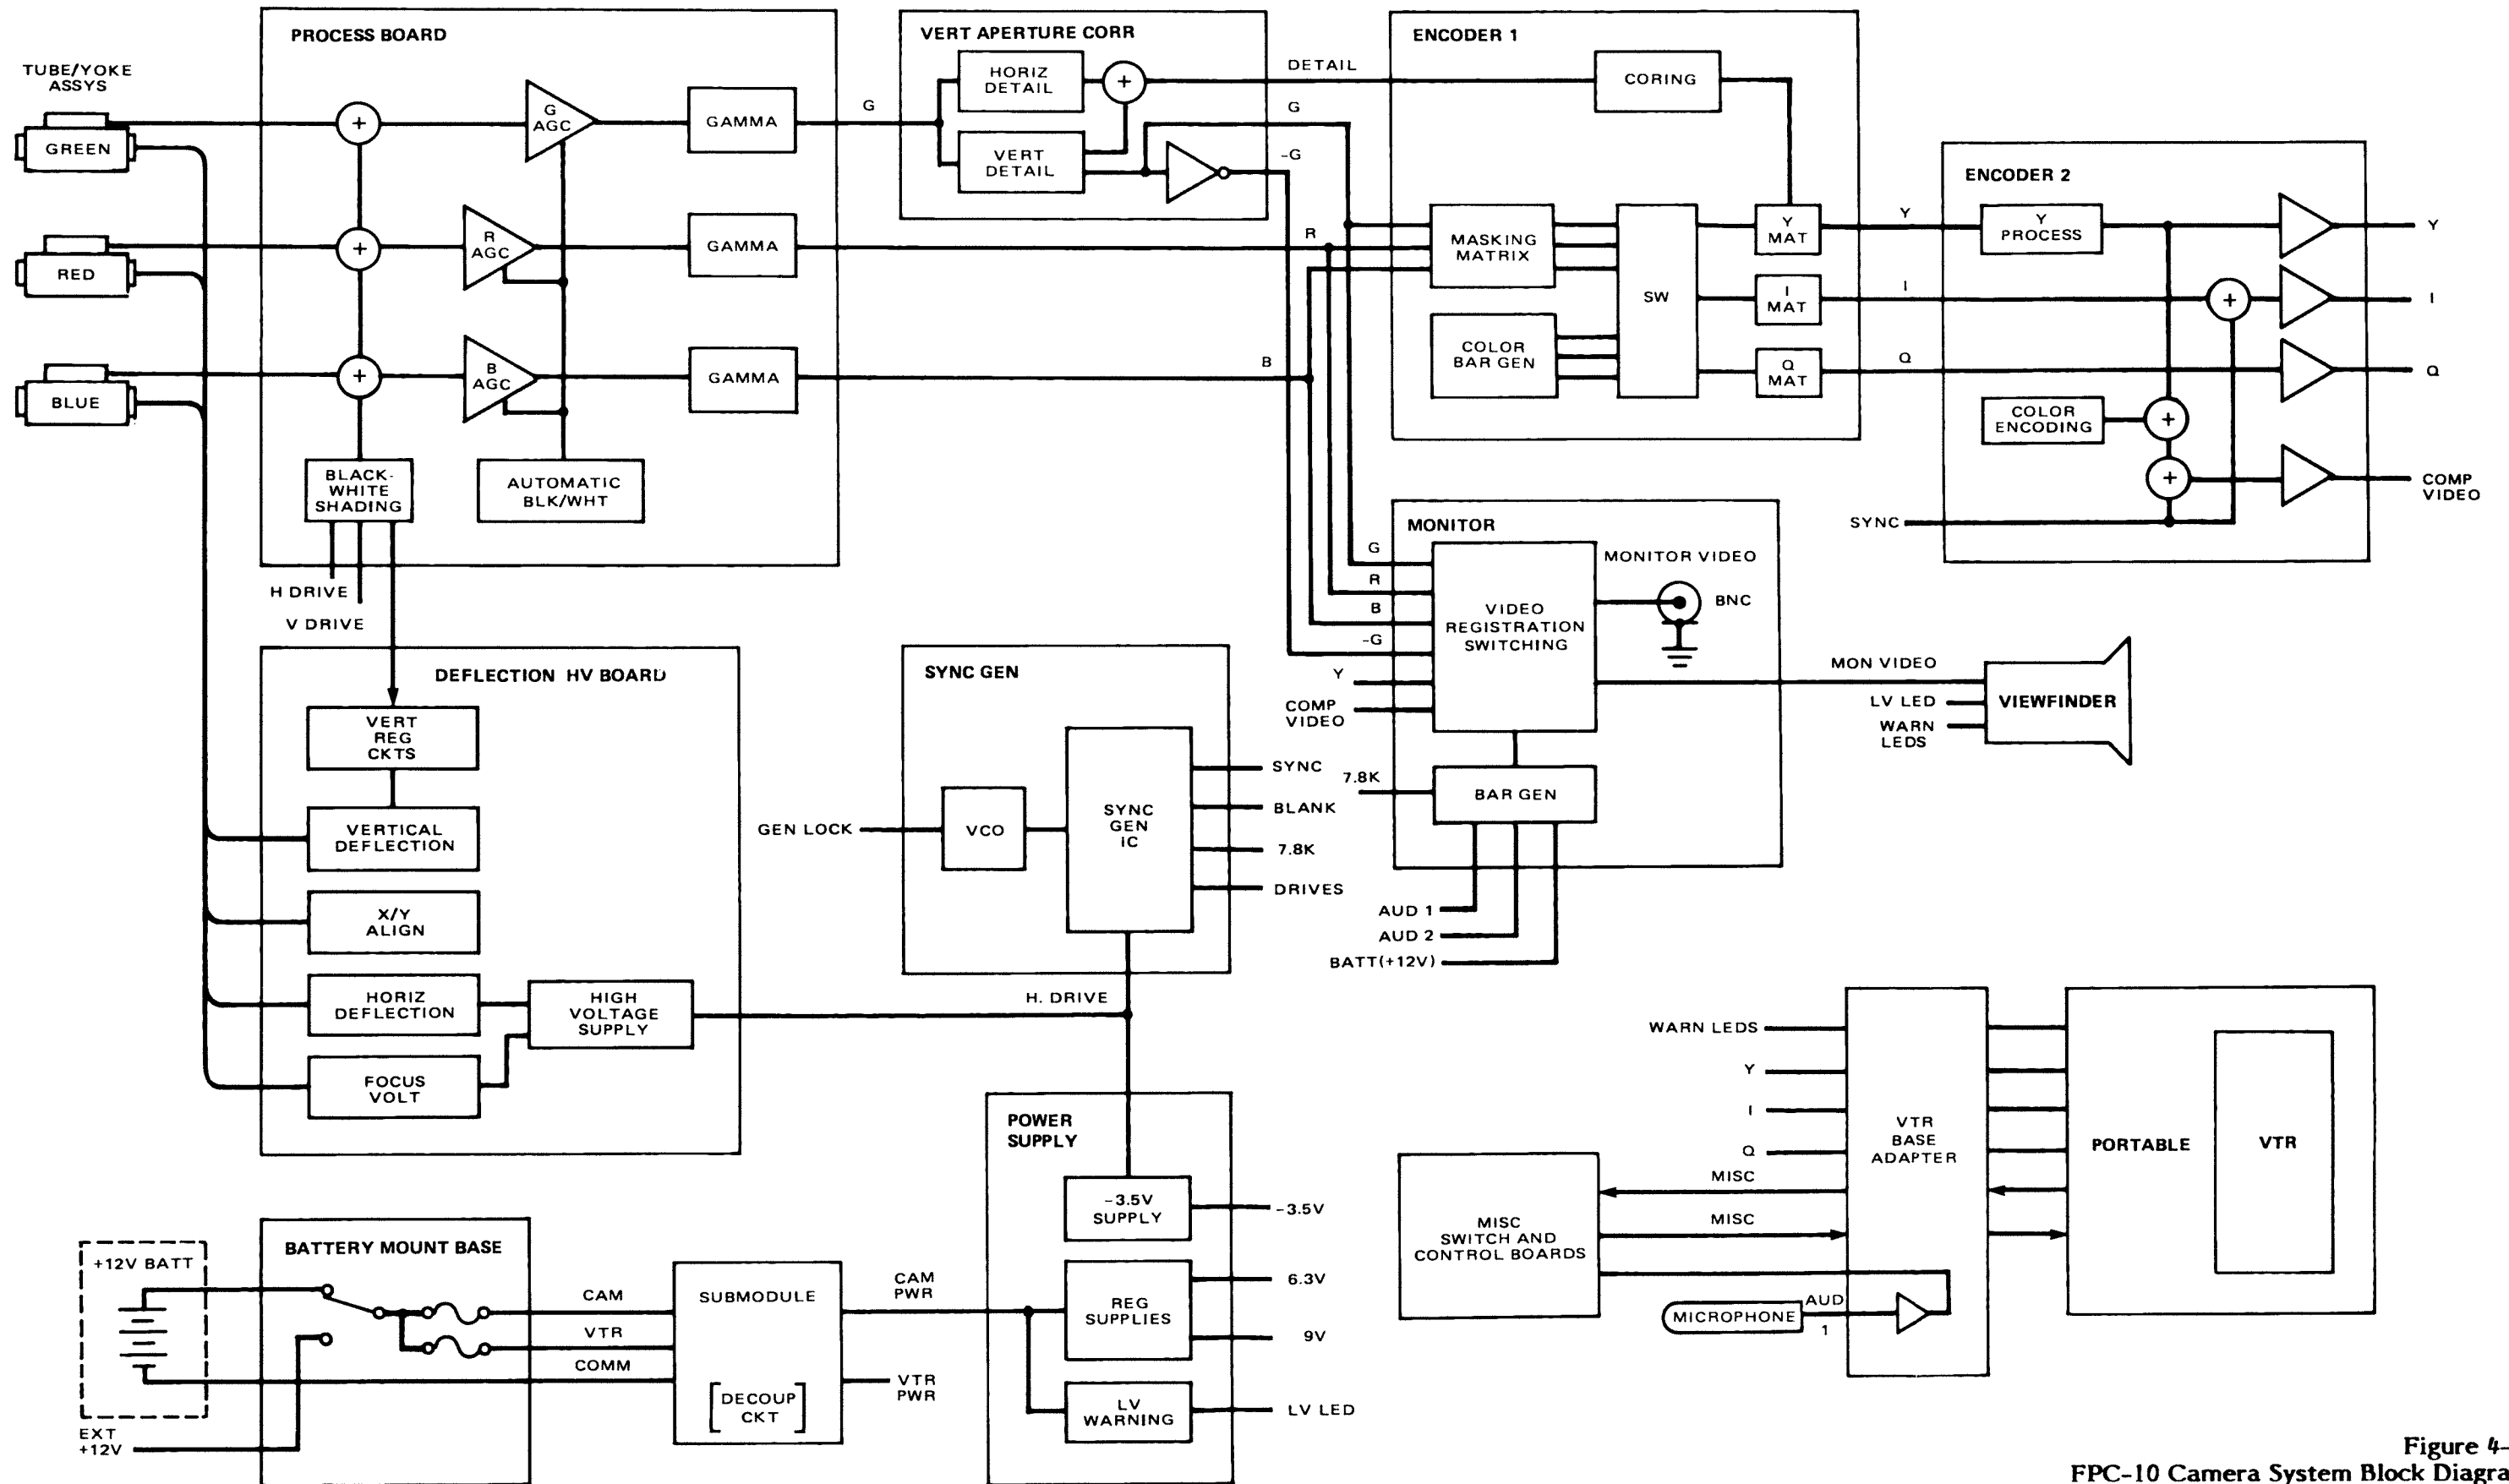 PROCESS BOARD
TUBE/YOKE
ASSYS
GREEN
RED
BLUE
+
+
+
G
AGC
R
AGC
B
AGC
GAMMA
GAMMA
GAMMA
BLACK-
WHITE
SHADING
AUTOMATIC
BLK/WHT
H DRIVE
V DRIVE
G
R
B
VERT APERTURE CORR
HORIZ
DETAIL
+
VERT
DETAIL
DETAIL
G
-G
ENCODER 1
CORING
MASKING
MATRIX
COLOR
BAR GEN
SW
Y
MAT
I
MAT
Q
MAT
Y
I
Q
ENCODER 2
Y
PROCESS
COLOR
ENCODING
+
+
+
SYNC
Y
I
Q
COMP
VIDEO
DEFLECTION HV BOARD
VERT
REG
CKTS
VERTICAL
DEFLECTION
X/Y
ALIGN
HORIZ
DEFLECTION
HIGH
VOLTAGE
SUPPLY
FOCUS
VOLT
SYNC GEN
GEN LOCK
VCO
SYNC
GEN
IC
SYNC
BLANK
7.8K
DRIVES
H. DRIVE
MONITOR
G
R
B
-G
Y
COMP
VIDEO
VIDEO
REGISTRATION
SWITCHING
MONITOR VIDEO
BNC
7.8K
BAR GEN
AUD 1
AUD 2
BATT(+12V)
MON VIDEO
LV LED
WARN
LEDS
VIEWFINDER
POWER
SUPPLY
-3.5V
SUPPLY
-3.5V
REG
SUPPLIES
6.3V
9V
LV
WARNING
LV LED
+12V BATT
EXT
+12V
BATTERY MOUNT BASE
CAM
VTR
COMM
SUBMODULE
DECOUP
CKT
CAM
PWR
VTR
PWR
WARN LEDS
Y
I
Q
MISC
MISC
MISC
SWITCH AND
CONTROL BOARDS
MICROPHONE
AUD
1
VTR
BASE
ADAPTER
PORTABLE
VTR
Figure 4-
FPC-10 Camera System Block Diagra